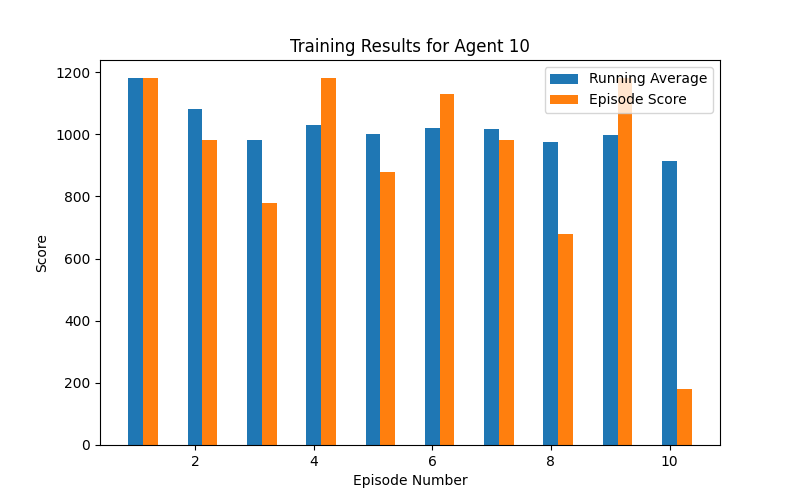 Training Results for Agent 10
Running Average
Episode Score
1200
1000
800
600
400
200
0
Score
2 4 6 8 10
Episode Number